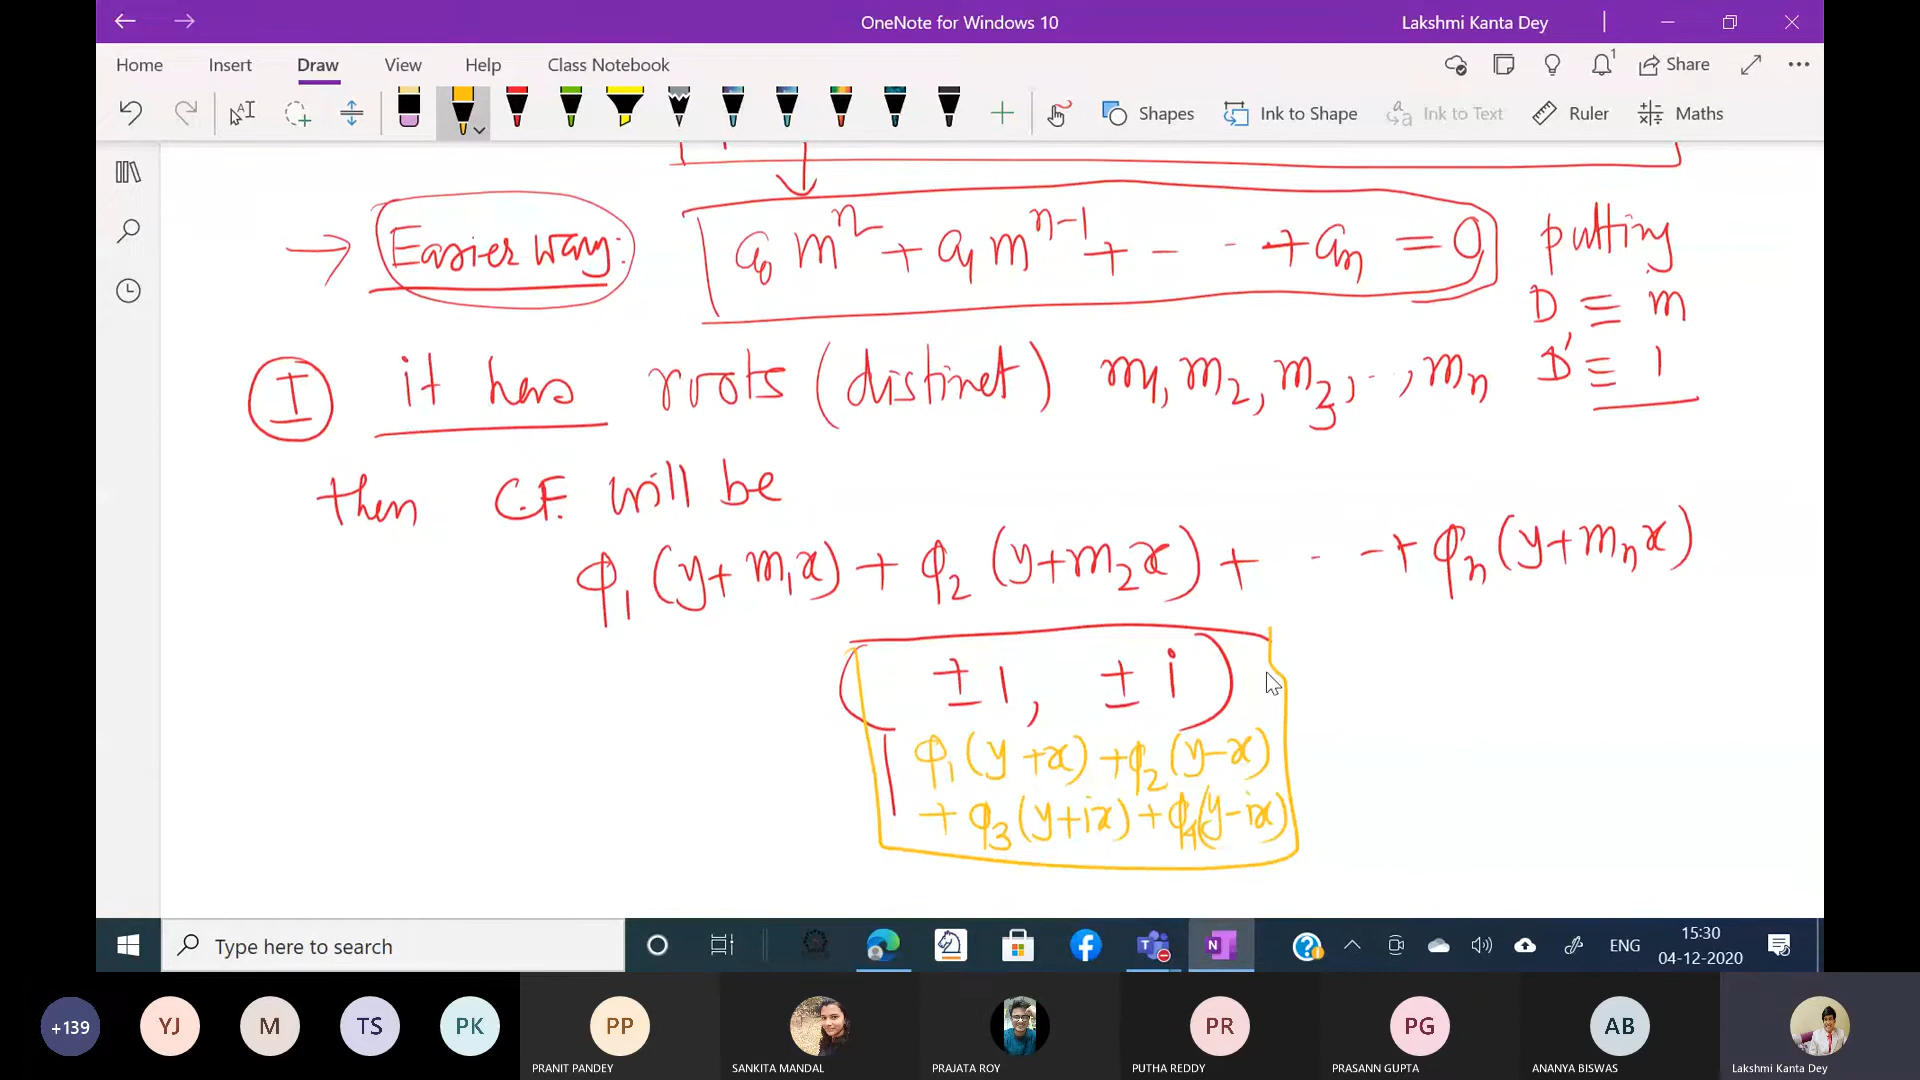 OneNote for Windows 10
Lakshmi Kanta Dey
Home Insert Draw View Help Class Notebook
1
Share
Shapes Ink to Shape Ink to Text Ruler Maths
→ Easier way: a₀ mⁿ + a₁ mⁿ⁻¹ + - - - + aₙ = 0 putting
D ≡ m
D' ≡ 1
I it has roots (distinct) m₁, m₂, m₃, .., mₙ
then C.F. will be
φ₁ (y+m₁x) + φ₂ (y+m₂x) + - - + φₙ (y+mₙx)
( ±1, ±i )
φ₁(y+x) + φ₂(y-x)
+ φ₃(y+ix) + φ₄(y-ix)
Type here to search
N
ENG
15:30
04-12-2020
+139 YJ M TS PK PP PR PG AB
PRANIT PANDEY SANKITA MANDAL PRAJATA ROY PUTHA REDDY PRASANN GUPTA ANANYA BISWAS Lakshmi Kanta Dey